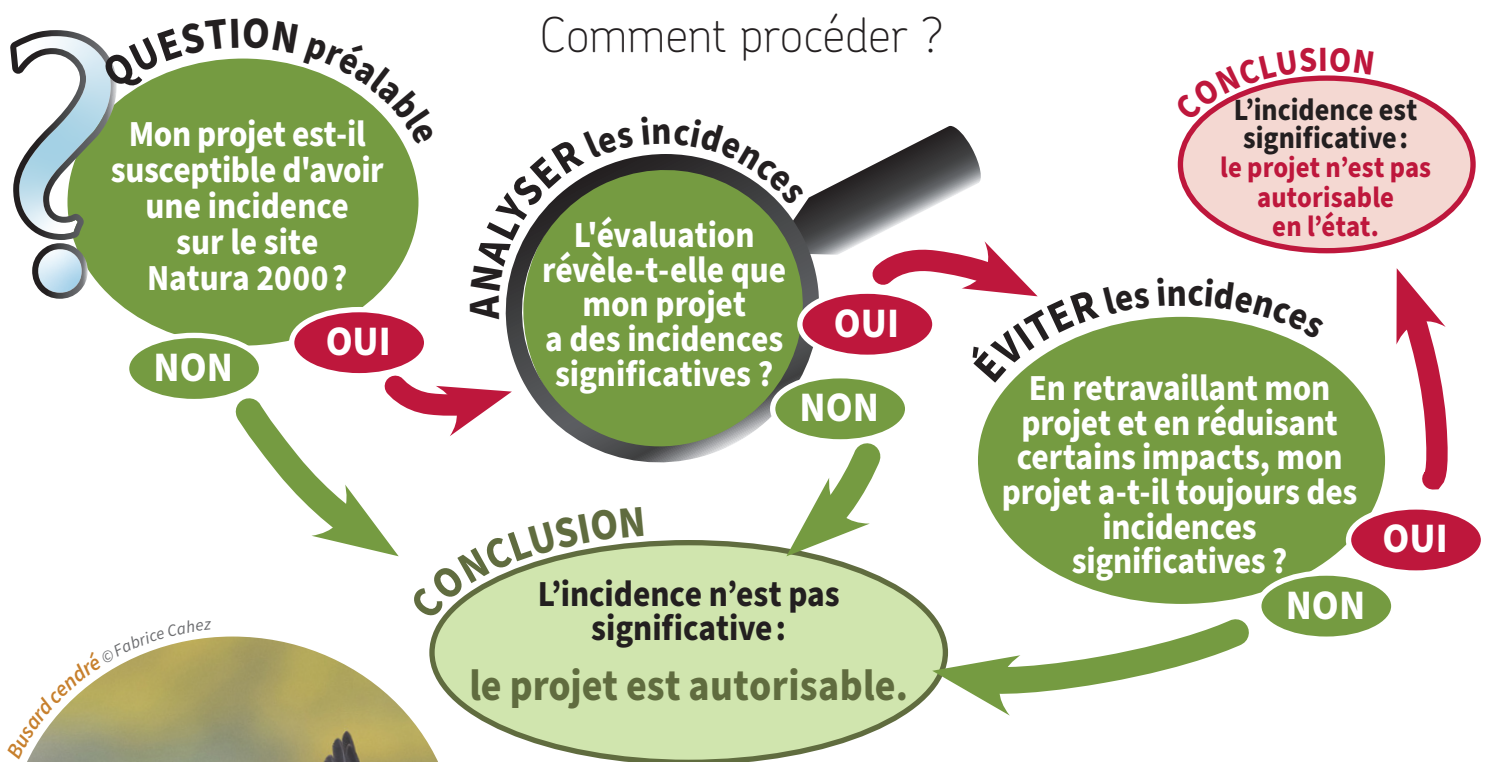 Comment procéder ?
QUESTION préalable
Mon projet est-il
susceptible d'avoir
une incidence
sur le site
Natura 2000 ?
NON
OUI
ANALYSER les incidences
L'évaluation
révèle-t-elle que
mon projet
a des incidences
significatives ?
OUI
NON
ÉVITER les incidences
En retravaillant mon
projet et en réduisant
certains impacts, mon
projet a-t-il toujours des
incidences
significatives ?
OUI
NON
CONCLUSION
L’incidence est
significative :
le projet n’est pas
autorisable
en l’état.
CONCLUSION
L’incidence n’est pas
significative :
le projet est autorisable.
Busard cendré ©Fabrice Cahez